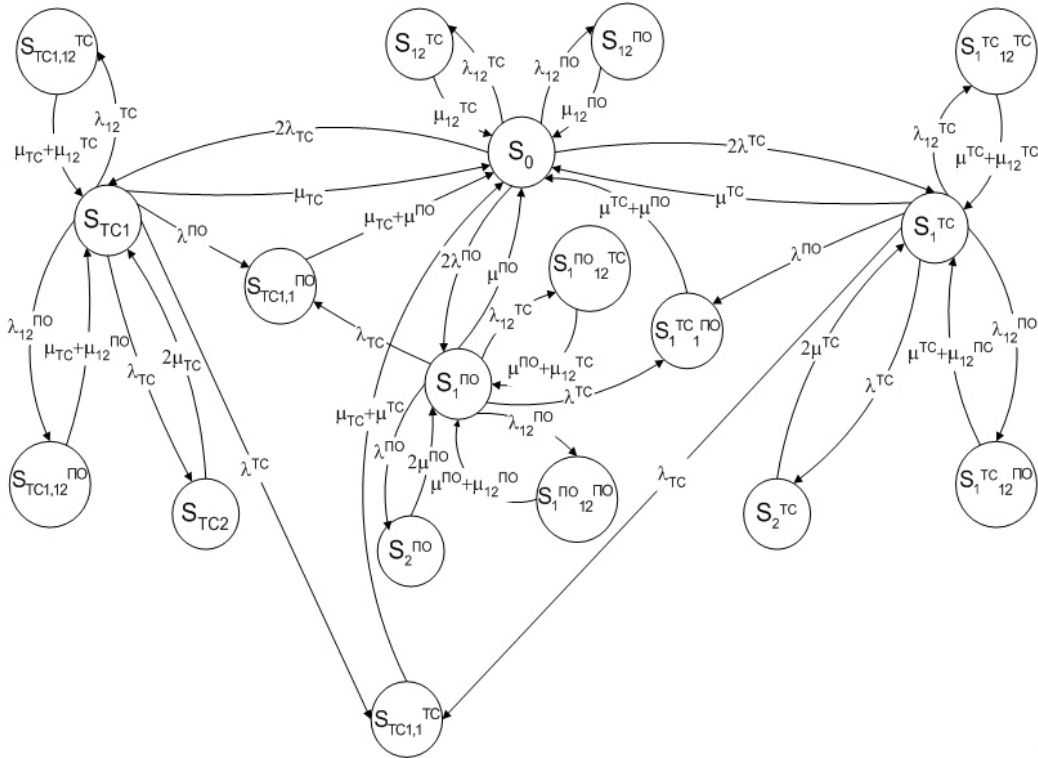 S_TC1,12^TC
S_12^TC
S_12^ПО
S_1^TC_12^TC
λ_12^TC
λ_12^ПО
μ_12^TC
μ_12^ПО
λ_12^TC
μ_TC+μ_12^TC
2λ_TC
S_0
2λ^TC
λ_12^TC
μ^TC+μ_12^TC
μ_TC
μ^TC
S_TC1
μ_TC+μ^ПО
μ^TC+μ^ПО
S_1^TC
λ^ПО
2λ^ПО
μ^ПО
λ^ПО
S_TC1,1^ПО
S_1^ПО_12^TC
λ_12^TC
S_1^TC_1^ПО
λ_12^ПО
μ_TC+μ_12^ПО
λ_TC
2μ_TC
λ_TC
S_1^ПО
μ^ПО+μ_12^TC
λ^TC
2μ^TC
λ^TC
μ^TC+μ_12^ПО
λ_12^ПО
μ_TC+μ^TC
λ_12^ПО
λ^ПО
2μ^ПО
λ^TC
μ^ПО+μ_12^ПО
λ_TC
S_TC1,12^ПО
S_TC2
S_2^ПО
S_1^ПО_12^ПО
S_2^TC
S_1^TC_12^ПО
S_TC1,1^TC